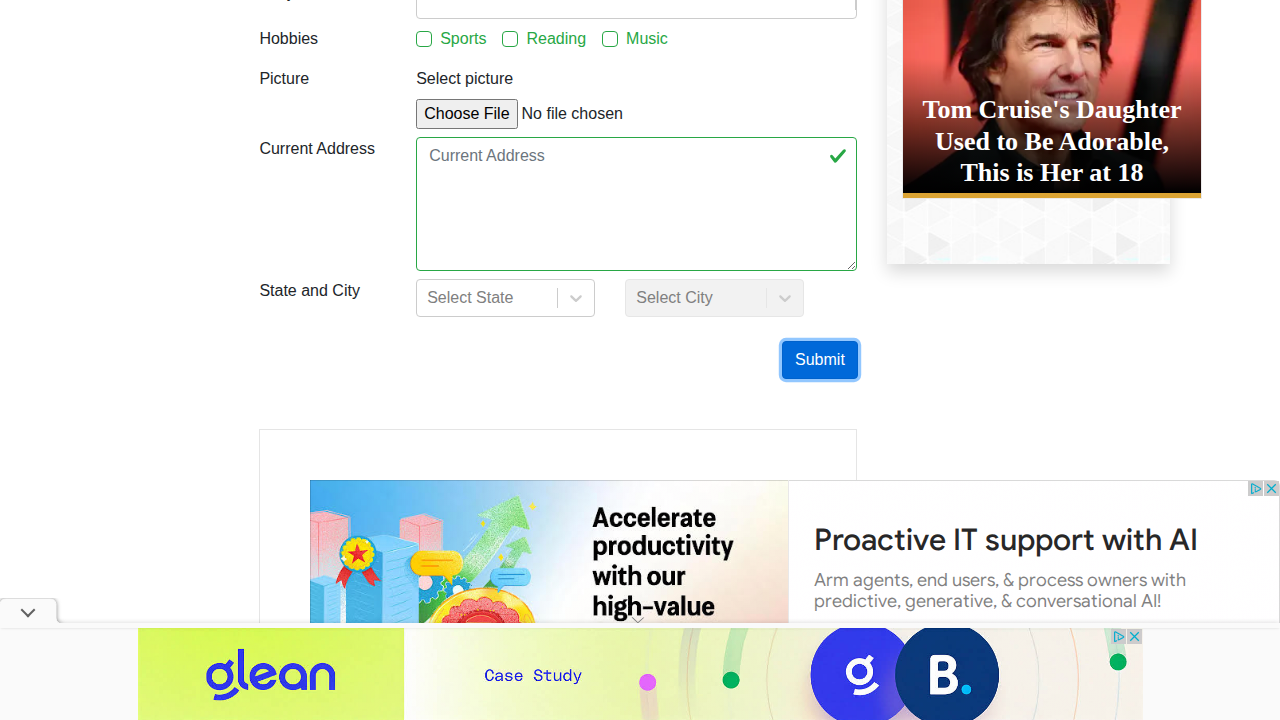 Hobbies
Sports
Reading
Music
Picture
Select picture
Choose File No file chosen
Current Address
Current Address
State and City
Select State
Select City
Submit
Tom Cruise's Daughter
Used to Be Adorable,
This is Her at 18
Accelerate
productivity
with our
high-value
Proactive IT support with AI
Arm agents, end users, & process owners with
predictive, generative, & conversational AI!
glean
Case Study
g
B.